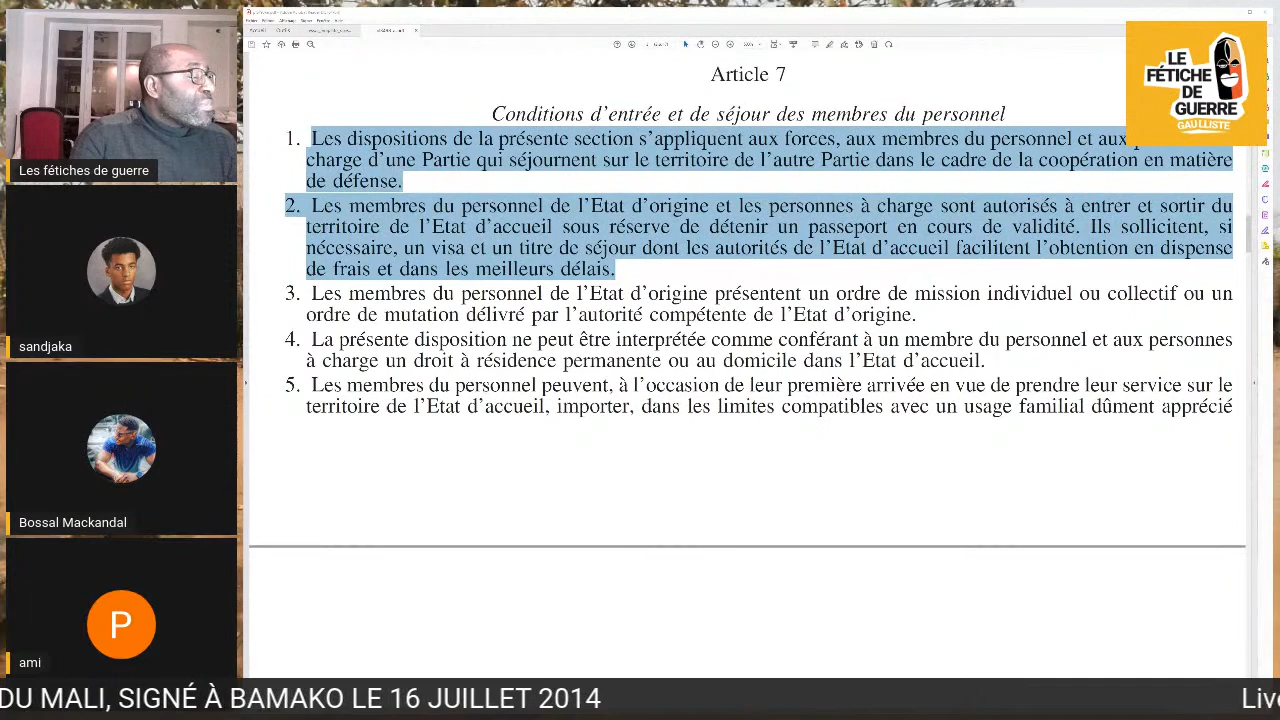 Accueil
Outils
LE
FÉTICHE
DE
GUERRE
GAULLISTE
Les fétiches de guerre
sandjaka
Bossal Mackandal
P
ami
Article 7
Conditions d’entrée et de séjour des membres du personnel
1. Les dispositions de la présente section s’appliquent aux forces, aux membres du personnel et aux
charge d’une Partie qui séjournent sur le territoire de l’autre Partie dans le cadre de la coopération en matière
de défense.
2. Les membres du personnel de l’Etat d’origine et les personnes à charge sont autorisés à entrer et sortir du
territoire de l’Etat d’accueil sous réserve de détenir un passeport en cours de validité. Ils sollicitent, si
nécessaire, un visa et un titre de séjour dont les autorités de l’Etat d’accueil facilitent l’obtention en dispense
de frais et dans les meilleurs délais.
3. Les membres du personnel de l’Etat d’origine présentent un ordre de mission individuel ou collectif ou un
ordre de mutation délivré par l’autorité compétente de l’Etat d’origine.
4. La présente disposition ne peut être interprétée comme conférant à un membre du personnel et aux personnes
à charge un droit à résidence permanente ou au domicile dans l’Etat d’accueil.
5. Les membres du personnel peuvent, à l’occasion de leur première arrivée en vue de prendre leur service sur le
territoire de l’Etat d’accueil, importer, dans les limites compatibles avec un usage familial dûment apprécié
DU MALI, SIGNÉ À BAMAKO LE 16 JUILLET 2014
Live